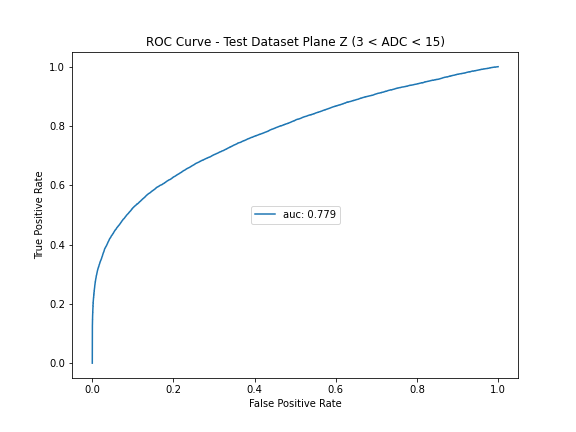 ROC Curve - Test Dataset Plane Z (3 < ADC < 15)
1.0
0.8
0.6
0.4
0.2
0.0
True Positive Rate
auc: 0.779
0.0 0.2 0.4 0.6 0.8 1.0
False Positive Rate